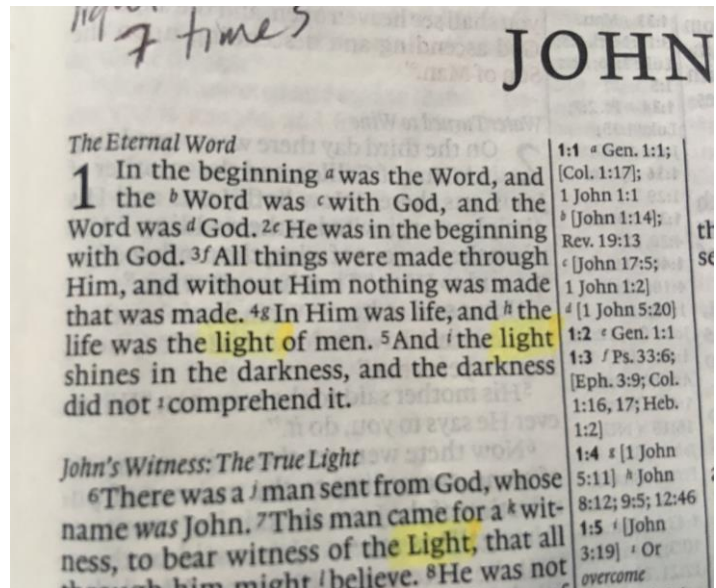 7 times
JOHN
The Eternal Word
1 In the beginning a was the Word, and
the b Word was c with God, and the
Word was d God. 2e He was in the beginning
with God. 3f All things were made through
Him, and without Him nothing was made
that was made. 4g In Him was life, and h the
life was the light of men. 5 And i the light
shines in the darkness, and the darkness
did not 1 comprehend it.
John's Witness: The True Light
6 There was a j man sent from God, whose
name was John. 7 This man came for a k wit-
ness, to bear witness of the Light, that all
through him might l believe. 8 He was not
1:1 a Gen. 1:1;
[Col. 1:17];
1 John 1:1
b [John 1:14];
Rev. 19:13
c [John 17:5;
1 John 1:2]
d [1 John 5:20]
1:2 e Gen. 1:1
1:3 f Ps. 33:6;
[Eph. 3:9; Col.
1:16, 17; Heb.
1:2]
1:4 g [1 John
5:11] h John
8:12; 9:5; 12:46
1:5 i [John
3:19] 1 Or
overcome